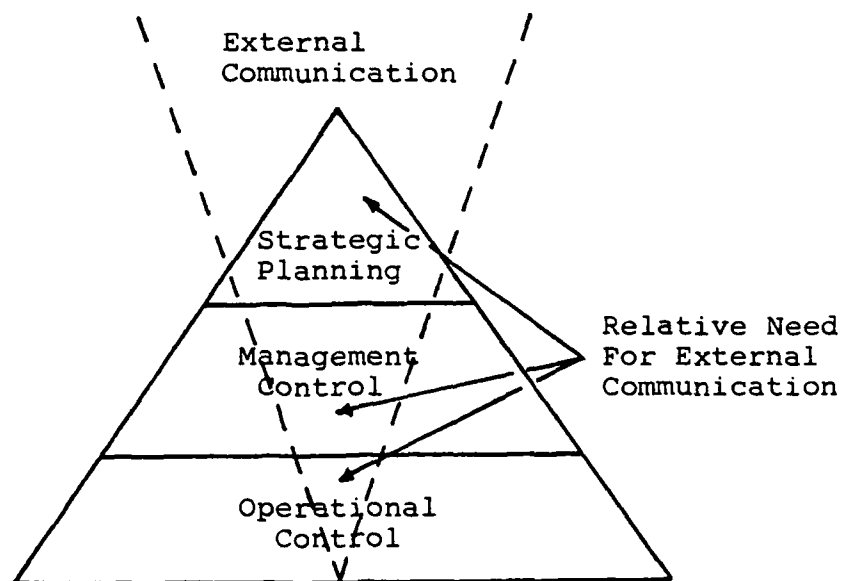 External
Communication
Strategic
Planning
Management
Control
Relative Need
For External
Communication
Operational
Control